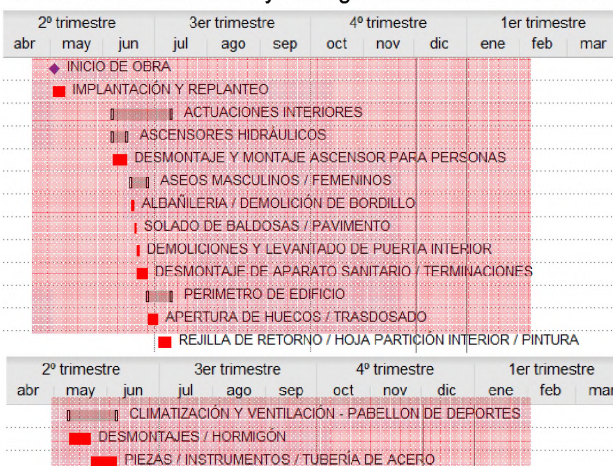 2º trimestre 3er trimestre 4º trimestre 1er trimestre
abr may jun jul ago sep oct nov dic ene feb mar
INICIO DE OBRA
IMPLANTACIÓN Y REPLANTEO
ACTUACIONES INTERIORES
ASCENSORES HIDRÁULICOS
DESMONTAJE Y MONTAJE ASCENSOR PARA PERSONAS
ASEOS MASCULINOS / FEMENINOS
ALBAÑILERIA / DEMOLICIÓN DE BORDILLO
SOLADO DE BALDOSAS / PAVIMENTO
DEMOLICIONES Y LEVANTADO DE PUERTA INTERIOR
DESMONTAJE DE APARATO SANITARIO / TERMINACIONES
PERIMETRO DE EDIFICIO
APERTURA DE HUECOS / TRASDOSADO
REJILLA DE RETORNO / HOJA PARTICIÓN INTERIOR / PINTURA
2º trimestre 3er trimestre 4º trimestre 1er trimestre
abr may jun jul ago sep oct nov dic ene feb mar
CLIMATIZACIÓN Y VENTILACIÓN - PABELLON DE DEPORTES
DESMONTAJES / HORMIGÓN
PIEZAS / INSTRUMENTOS / TUBERÍA DE ACERO